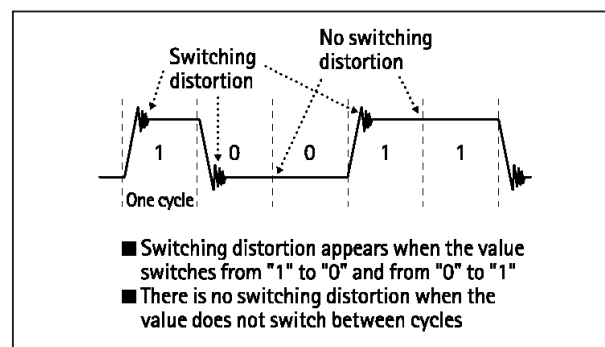 No switching
distortion
Switching
distortion
1 0 0 1 1
One cycle
■ Switching distortion appears when the value
switches from "1" to "0" and from "0" to "1"
■ There is no switching distortion when the
value does not switch between cycles